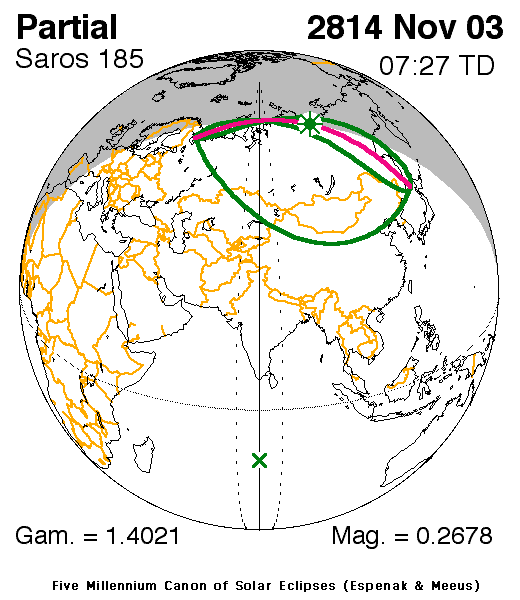 Partial 2814 Nov 03
Saros 185 07:27 TD
Gam. = 1.4021 Mag. = 0.2678
Five Millennium Canon of Solar Eclipses (Espenak & Meeus)